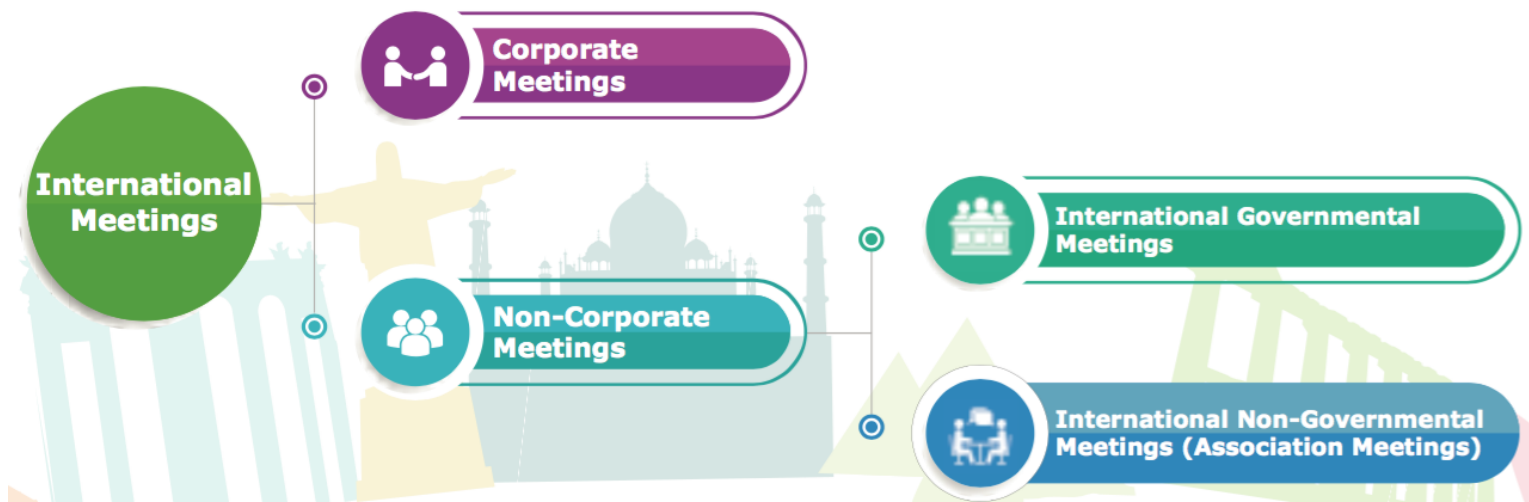 International
Meetings
Corporate
Meetings
Non-Corporate
Meetings
International Governmental
Meetings
International Non-Governmental
Meetings (Association Meetings)